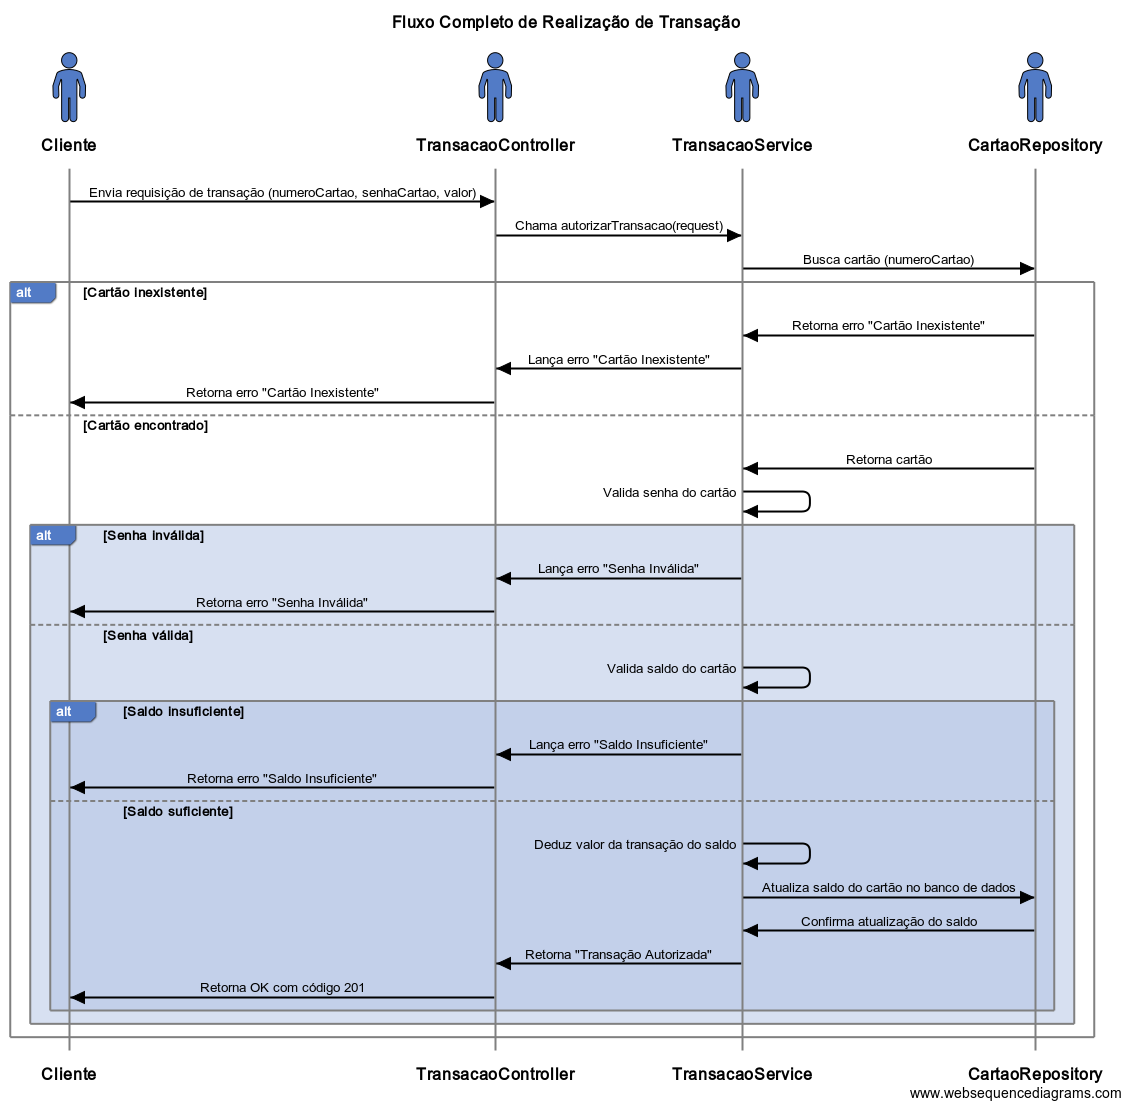 Fluxo Completo de Realização de Transação
Cliente
TransacaoController
TransacaoService
CartaoRepository
Envia requisição de transação (numeroCartao, senhaCartao, valor)
Chama autorizarTransacao(request)
Busca cartão (numeroCartao)
alt
[Cartão inexistente]
Retorna erro "Cartão Inexistente"
Lança erro "Cartão Inexistente"
Retorna erro "Cartão Inexistente"
[Cartão encontrado]
Retorna cartão
Valida senha do cartão
alt
[Senha inválida]
Lança erro "Senha Inválida"
Retorna erro "Senha Inválida"
[Senha válida]
Valida saldo do cartão
alt
[Saldo insuficiente]
Lança erro "Saldo Insuficiente"
Retorna erro "Saldo Insuficiente"
[Saldo suficiente]
Deduz valor da transação do saldo
Atualiza saldo do cartão no banco de dados
Confirma atualização do saldo
Retorna "Transação Autorizada"
Retorna OK com código 201
Cliente
TransacaoController
TransacaoService
CartaoRepository
www.websequencediagrams.com